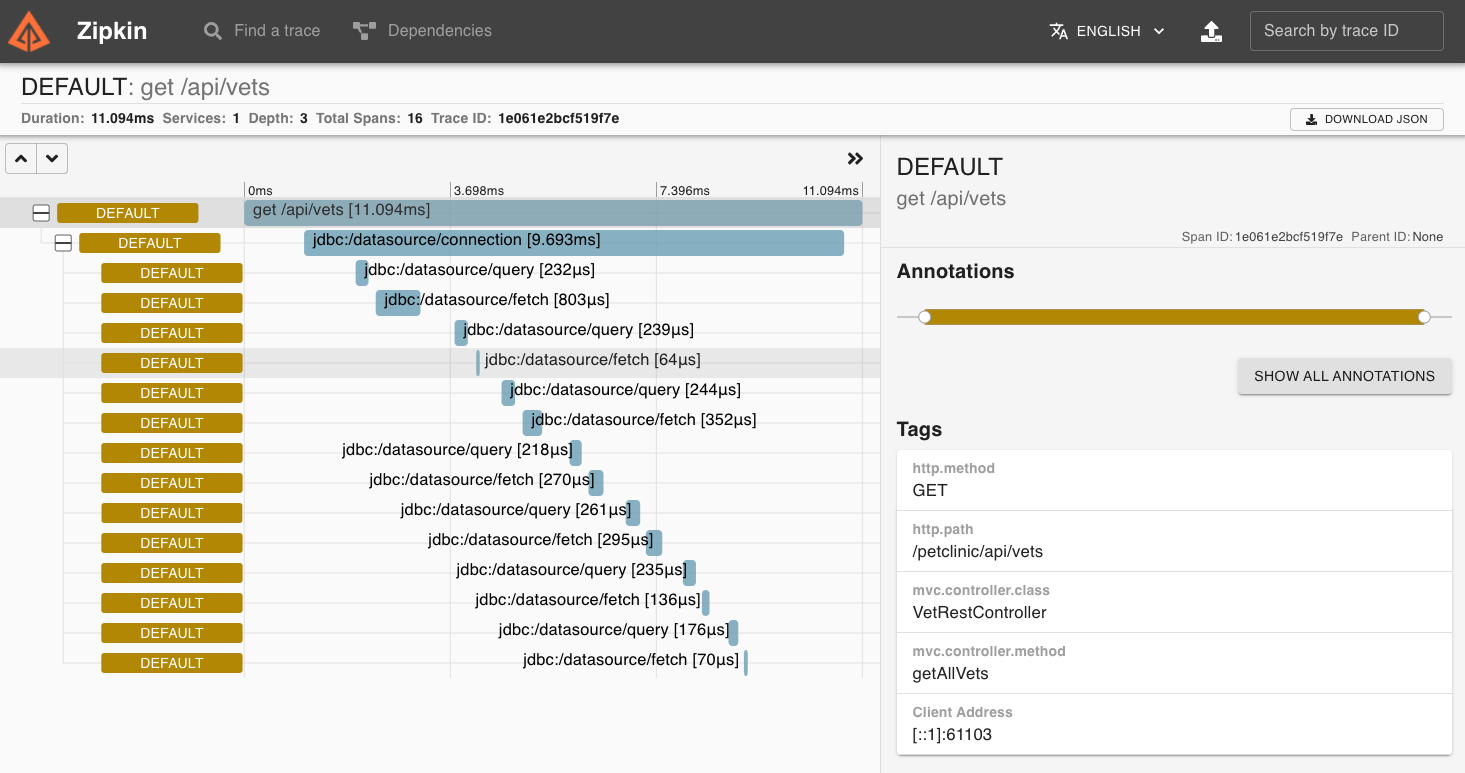 Zipkin Find a trace Dependencies ENGLISH Search by trace ID
DEFAULT: get /api/vets
Duration: 11.094ms Services: 1 Depth: 3 Total Spans: 16 Trace ID: 1e061e2bcf519f7e
DOWNLOAD JSON
0ms 3.698ms 7.396ms 11.094ms
DEFAULT get /api/vets [11.094ms]
DEFAULT jdbc:/datasource/connection [9.693ms]
DEFAULT jdbc:/datasource/query [232µs]
DEFAULT jdbc:/datasource/fetch [803µs]
DEFAULT jdbc:/datasource/query [239µs]
DEFAULT jdbc:/datasource/fetch [64µs]
DEFAULT jdbc:/datasource/query [244µs]
DEFAULT jdbc:/datasource/fetch [352µs]
DEFAULT jdbc:/datasource/query [218µs]
DEFAULT jdbc:/datasource/fetch [270µs]
DEFAULT jdbc:/datasource/query [261µs]
DEFAULT jdbc:/datasource/fetch [295µs]
DEFAULT jdbc:/datasource/query [235µs]
DEFAULT jdbc:/datasource/fetch [136µs]
DEFAULT jdbc:/datasource/query [176µs]
DEFAULT jdbc:/datasource/fetch [70µs]
DEFAULT
get /api/vets
Span ID: 1e061e2bcf519f7e Parent ID: None
Annotations
SHOW ALL ANNOTATIONS
Tags
http.method
GET
http.path
/petclinic/api/vets
mvc.controller.class
VetRestController
mvc.controller.method
getAllVets
Client Address
[::1]:61103